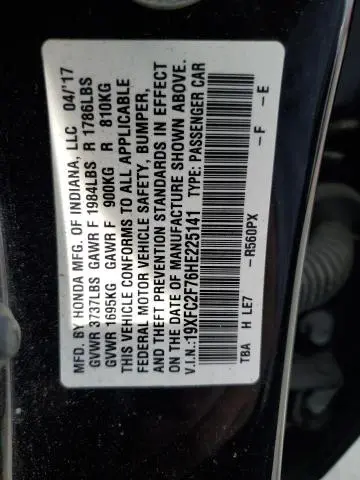 MFD. BY HONDA MFG. OF INDIANA, LLC 04/'17
GVWR 3737LBS GAWR F 1984LBS R 1786LBS
GVWR 1695KG GAWR F 900KG R 810KG
THIS VEHICLE CONFORMS TO ALL APPLICABLE
FEDERAL MOTOR VEHICLE SAFETY, BUMPER,
AND THEFT PREVENTION STANDARDS IN EFFECT
ON THE DATE OF MANUFACTURE SHOWN ABOVE.
V.I.N.:19XFC2F76HE225141 TYPE: PASSENGER CAR
TBA H LE7 - R560PX - F - E